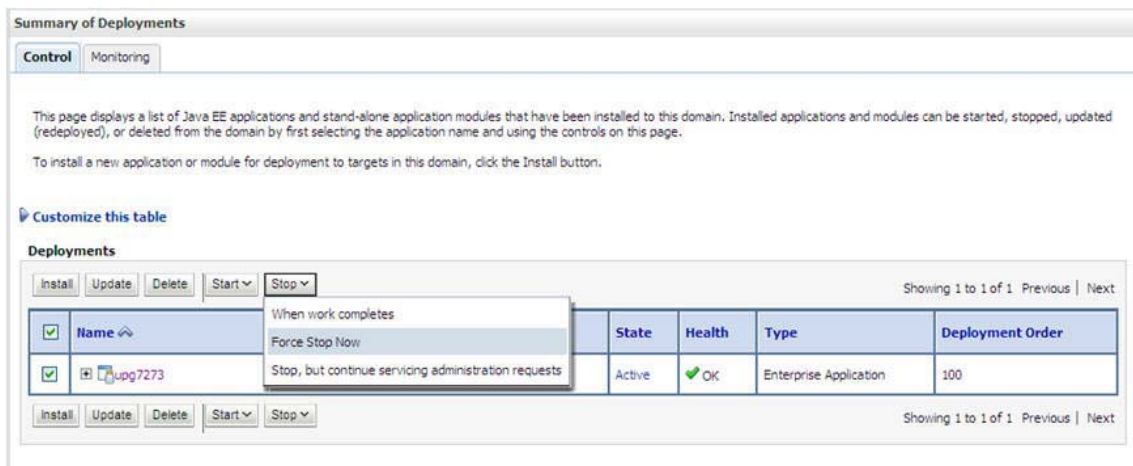 Summary of Deployments
Control Monitoring
This page displays a list of Java EE applications and stand-alone application modules that have been installed to this domain. Installed applications and modules can be started, stopped, updated
(redeployed), or deleted from the domain by first selecting the application name and using the controls on this page.
To install a new application or module for deployment to targets in this domain, click the Install button.
Customize this table
Deployments
Install Update Delete Start Stop Showing 1 to 1 of 1 Previous | Next
When work completes
Force Stop Now
Stop, but continue servicing administration requests
Name State Health Type Deployment Order
upg7273 Active OK Enterprise Application 100
Install Update Delete Start Stop Showing 1 to 1 of 1 Previous | Next